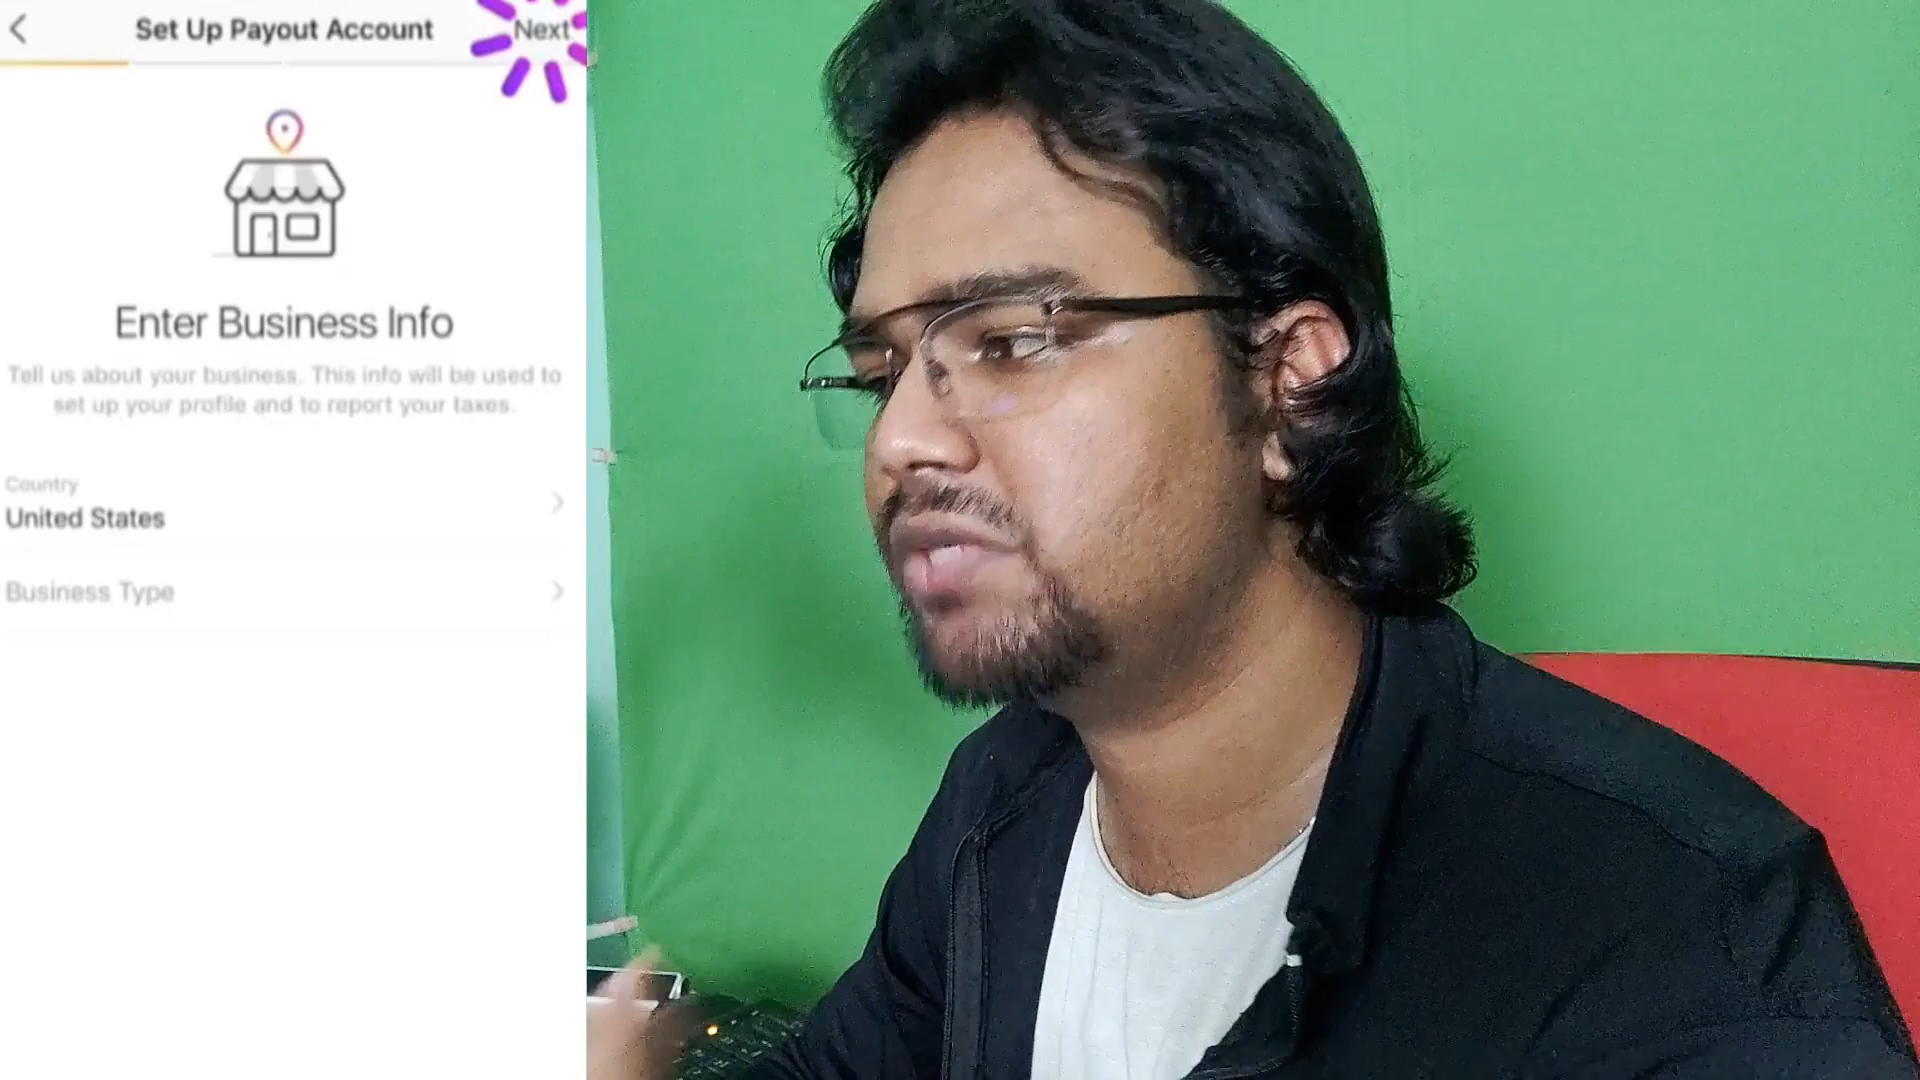 Set Up Payout Account
Next
Enter Business Info
Tell us about your business. This info will be used to
set up your profile and to report your taxes.
Country
United States
Business Type